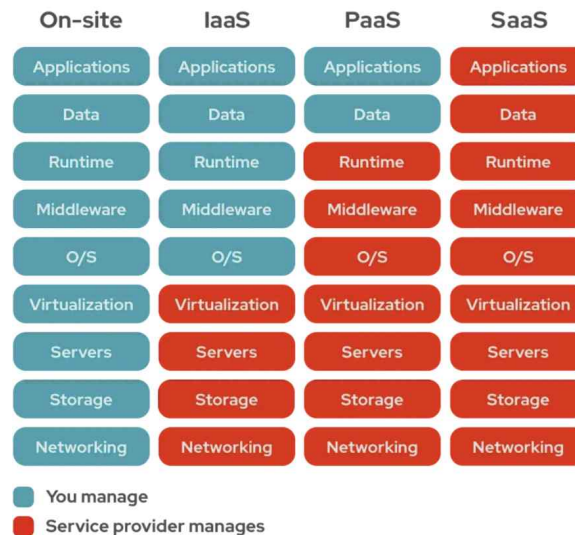 On-site IaaS PaaS SaaS
Applications Applications Applications Applications
Data Data Data Data
Runtime Runtime Runtime Runtime
Middleware Middleware Middleware Middleware
O/S O/S O/S O/S
Virtualization Virtualization Virtualization Virtualization
Servers Servers Servers Servers
Storage Storage Storage Storage
Networking Networking Networking Networking
You manage
Service provider manages